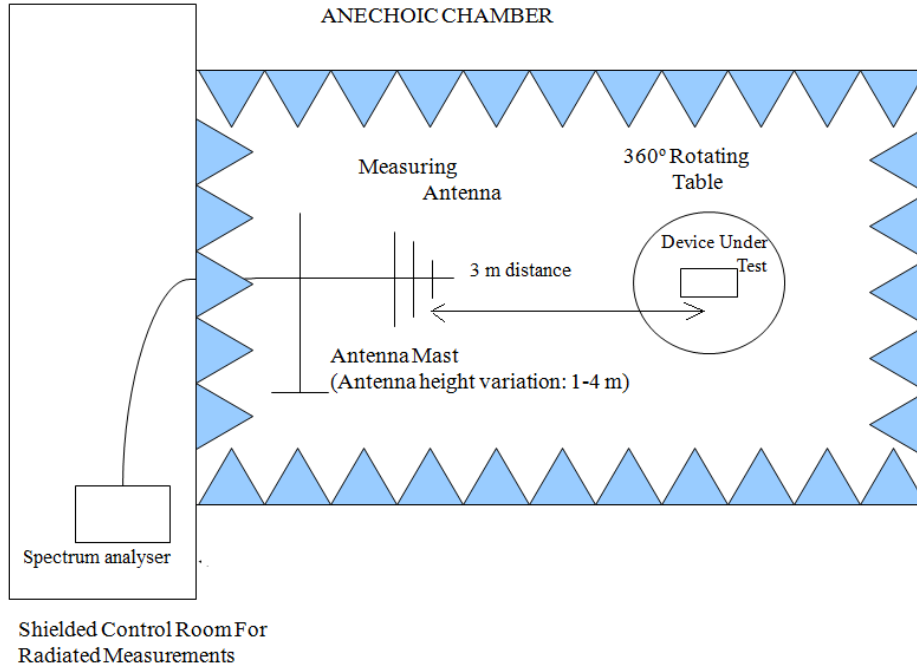 ANECHOIC CHAMBER
Measuring
Antenna
360º Rotating
Table
Device Under
Test
3 m distance
Antenna Mast
(Antenna height variation: 1-4 m)
Spectrum analyser
Shielded Control Room For
Radiated Measurements